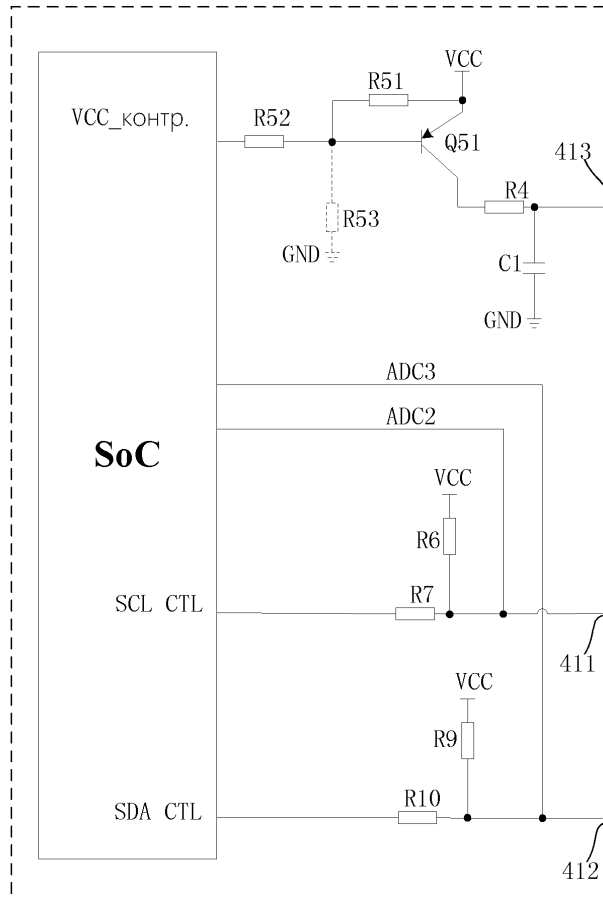 VCC
R51
VCC_контр.
R52
Q51
413
R4
R53
GND
C1
GND
ADC3
ADC2
SoC
VCC
R6
R7
SCL CTL
411
VCC
R9
R10
SDA CTL
412